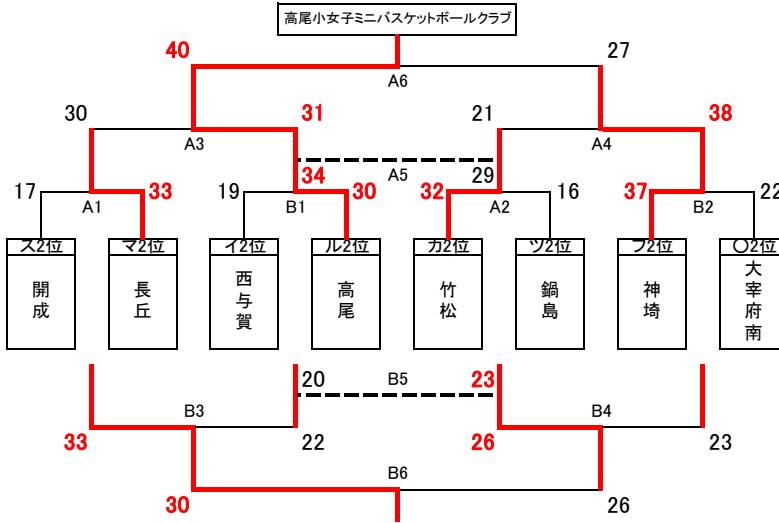 高尾小女子ミニバスケットボールクラブ
40 27
A6
30 31 21 38
A3 A4
A5
17 33 19 34 30 32 29 16 37 22
A1 B1 A2 B2
ス2位 マ2位 イ2位 ル2位 カ2位 ツ2位 フ2位 〇2位
開成 長丘 西与賀 高尾 竹松 鍋島 神埼 大宰府南
20 B5 23
B3 B4
33 22 26 23
B6
30 26